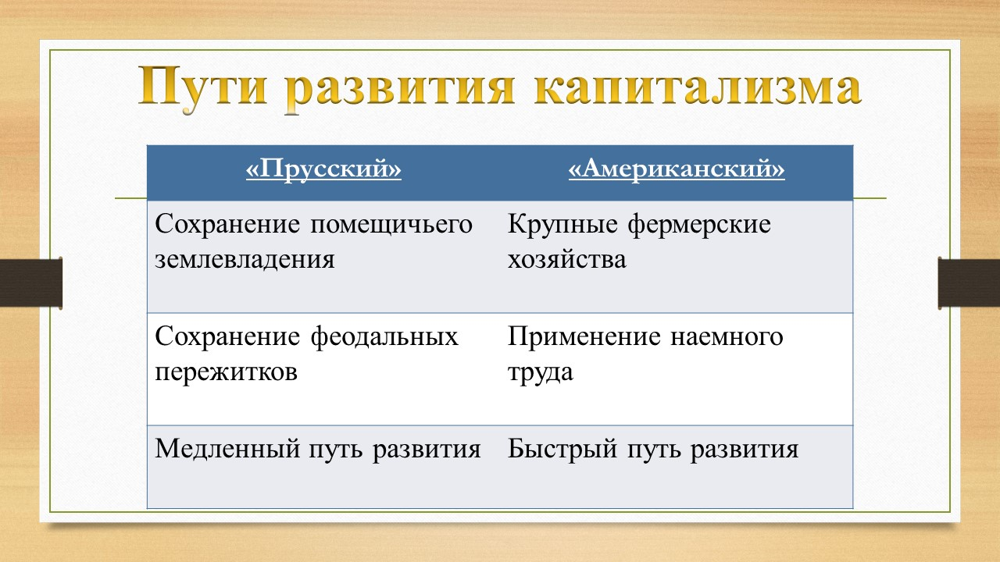 Пути развития капитализма
«Прусский» «Американский»
Сохранение помещичьего
землевладения
Крупные фермерские
хозяйства
Сохранение феодальных
пережитков
Применение наемного
труда
Медленный путь развития
Быстрый путь развития